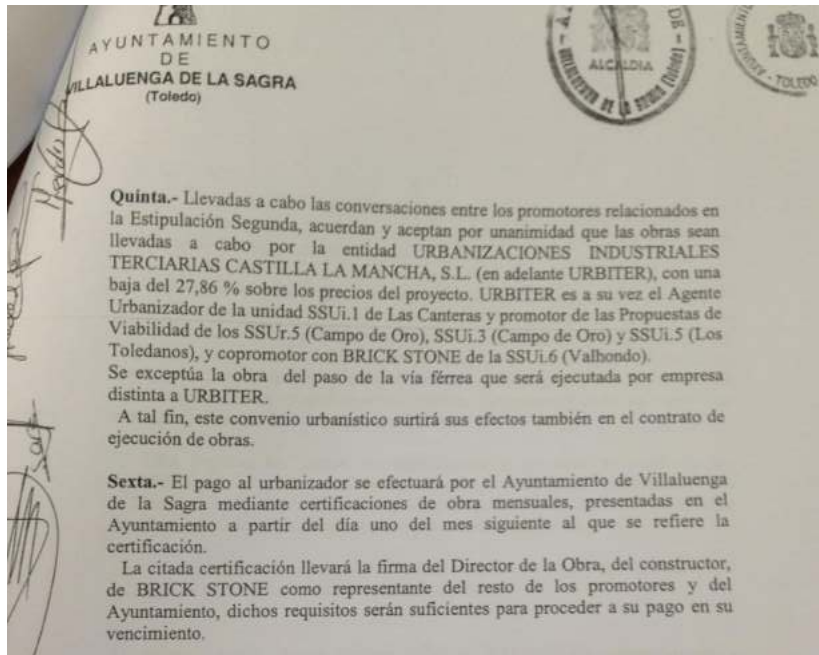 AYUNTAMIENTO
DE
VILLALUENGA DE LA SAGRA
(Toledo)
ALCALDIA
TOLEDO
Quinta.- Llevadas a cabo las conversaciones entre los promotores relacionados en
la Estipulación Segunda, acuerdan y aceptan por unanimidad que las obras sean
llevadas a cabo por la entidad URBANIZACIONES INDUSTRIALES
TERCIARIAS CASTILLA LA MANCHA, S.L. (en adelante URBITER), con una
baja del 27,86 % sobre los precios del proyecto. URBITER es a su vez el Agente
Urbanizador de la unidad SSUi.1 de Las Canteras y promotor de las Propuestas de
Viabilidad de los SSUr.5 (Campo de Oro), SSUi.3 (Campo de Oro) y SSUi.5 (Los
Toledanos), y copromotor con BRICK STONE de la SSUi.6 (Valhondo).
Se exceptúa la obra del paso de la vía férrea que será ejecutada por empresa
distinta a URBITER.
A tal fin, este convenio urbanístico surtirá sus efectos también en el contrato de
ejecución de obras.
Sexta.- El pago al urbanizador se efectuará por el Ayuntamiento de Villaluenga
de la Sagra mediante certificaciones de obra mensuales, presentadas en el
Ayuntamiento a partir del día uno del mes siguiente al que se refiere la
certificación.
La citada certificación llevará la firma del Director de la Obra, del constructor,
de BRICK STONE como representante del resto de los promotores y del
Ayuntamiento, dichos requisitos serán suficientes para proceder a su pago en su
vencimiento.